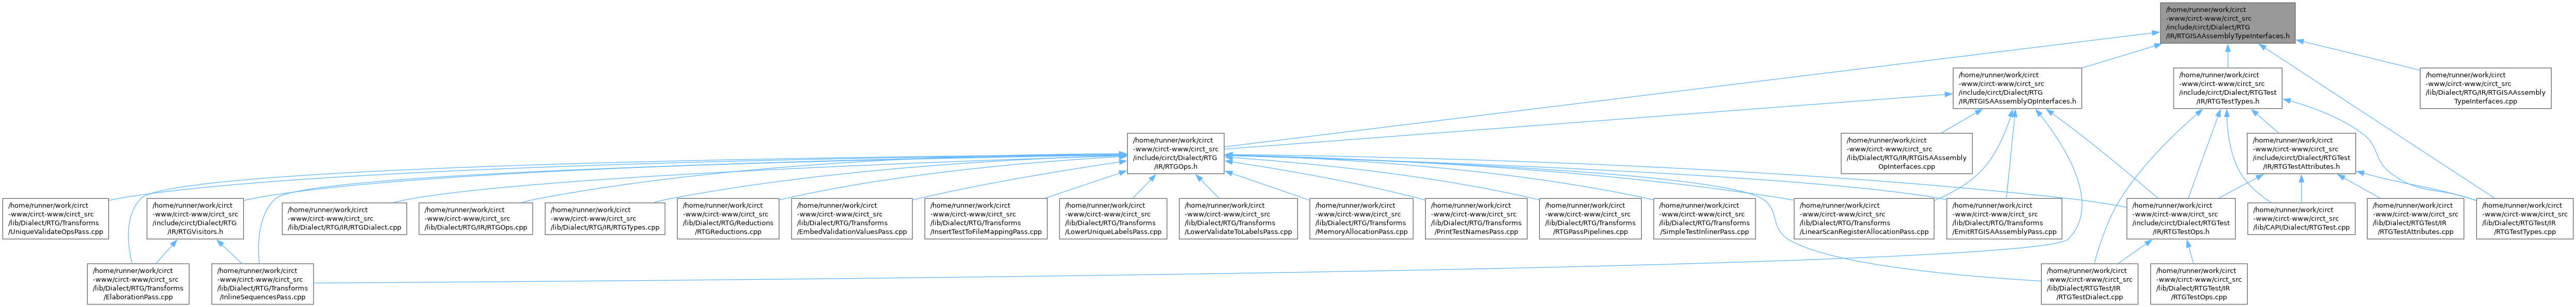 /home/runner/work/circt
-www/circt-www/circt_src
/include/circt/Dialect/RTG
/IR/RTGISAAssemblyTypeInterfaces.h
/home/runner/work/circt
-www/circt-www/circt_src
/include/circt/Dialect/RTG
/IR/RTGISAAssemblyOpInterfaces.h
/home/runner/work/circt
-www/circt-www/circt_src
/include/circt/Dialect/RTGTest
/IR/RTGTestTypes.h
/home/runner/work/circt
-www/circt-www/circt_src
/lib/Dialect/RTG/IR/RTGISAAssembly
TypeInterfaces.cpp
/home/runner/work/circt
-www/circt-www/circt_src
/include/circt/Dialect/RTG
/IR/RTGOps.h
/home/runner/work/circt
-www/circt-www/circt_src
/lib/Dialect/RTG/IR/RTGISAAssembly
OpInterfaces.cpp
/home/runner/work/circt
-www/circt-www/circt_src
/include/circt/Dialect/RTGTest
/IR/RTGTestAttributes.h
/home/runner/work/circt
-www/circt-www/circt_src
/lib/Dialect/RTG/Transforms
/UniqueValidateOpsPass.cpp
/home/runner/work/circt
-www/circt-www/circt_src
/include/circt/Dialect/RTG
/IR/RTGVisitors.h
/home/runner/work/circt
-www/circt-www/circt_src
/lib/Dialect/RTG/IR/RTGDialect.cpp
/home/runner/work/circt
-www/circt-www/circt_src
/lib/Dialect/RTG/IR/RTGOps.cpp
/home/runner/work/circt
-www/circt-www/circt_src
/lib/Dialect/RTG/IR/RTGTypes.cpp
/home/runner/work/circt
-www/circt-www/circt_src
/lib/Dialect/RTG/Reductions
/RTGReductions.cpp
/home/runner/work/circt
-www/circt-www/circt_src
/lib/Dialect/RTG/Transforms
/EmbedValidationValuesPass.cpp
/home/runner/work/circt
-www/circt-www/circt_src
/lib/Dialect/RTG/Transforms
/InsertTestToFileMappingPass.cpp
/home/runner/work/circt
-www/circt-www/circt_src
/lib/Dialect/RTG/Transforms
/LowerUniqueLabelsPass.cpp
/home/runner/work/circt
-www/circt-www/circt_src
/lib/Dialect/RTG/Transforms
/LowerValidateToLabelsPass.cpp
/home/runner/work/circt
-www/circt-www/circt_src
/lib/Dialect/RTG/Transforms
/MemoryAllocationPass.cpp
/home/runner/work/circt
-www/circt-www/circt_src
/lib/Dialect/RTG/Transforms
/PrintTestNamesPass.cpp
/home/runner/work/circt
-www/circt-www/circt_src
/lib/Dialect/RTG/Transforms
/RTGPassPipelines.cpp
/home/runner/work/circt
-www/circt-www/circt_src
/lib/Dialect/RTG/Transforms
/SimpleTestInlinerPass.cpp
/home/runner/work/circt
-www/circt-www/circt_src
/lib/Dialect/RTG/Transforms
/LinearScanRegisterAllocationPass.cpp
/home/runner/work/circt
-www/circt-www/circt_src
/lib/Dialect/RTG/Transforms
/EmitRTGISAAssemblyPass.cpp
/home/runner/work/circt
-www/circt-www/circt_src
/include/circt/Dialect/RTGTest
/IR/RTGTestOps.h
/home/runner/work/circt
-www/circt-www/circt_src
/lib/CAPI/Dialect/RTGTest.cpp
/home/runner/work/circt
-www/circt-www/circt_src
/lib/Dialect/RTGTest/IR
/RTGTestAttributes.cpp
/home/runner/work/circt
-www/circt-www/circt_src
/lib/Dialect/RTGTest/IR
/RTGTestTypes.cpp
/home/runner/work/circt
-www/circt-www/circt_src
/lib/Dialect/RTG/Transforms
/ElaborationPass.cpp
/home/runner/work/circt
-www/circt-www/circt_src
/lib/Dialect/RTG/Transforms
/InlineSequencesPass.cpp
/home/runner/work/circt
-www/circt-www/circt_src
/lib/Dialect/RTGTest/IR
/RTGTestDialect.cpp
/home/runner/work/circt
-www/circt-www/circt_src
/lib/Dialect/RTGTest/IR
/RTGTestOps.cpp